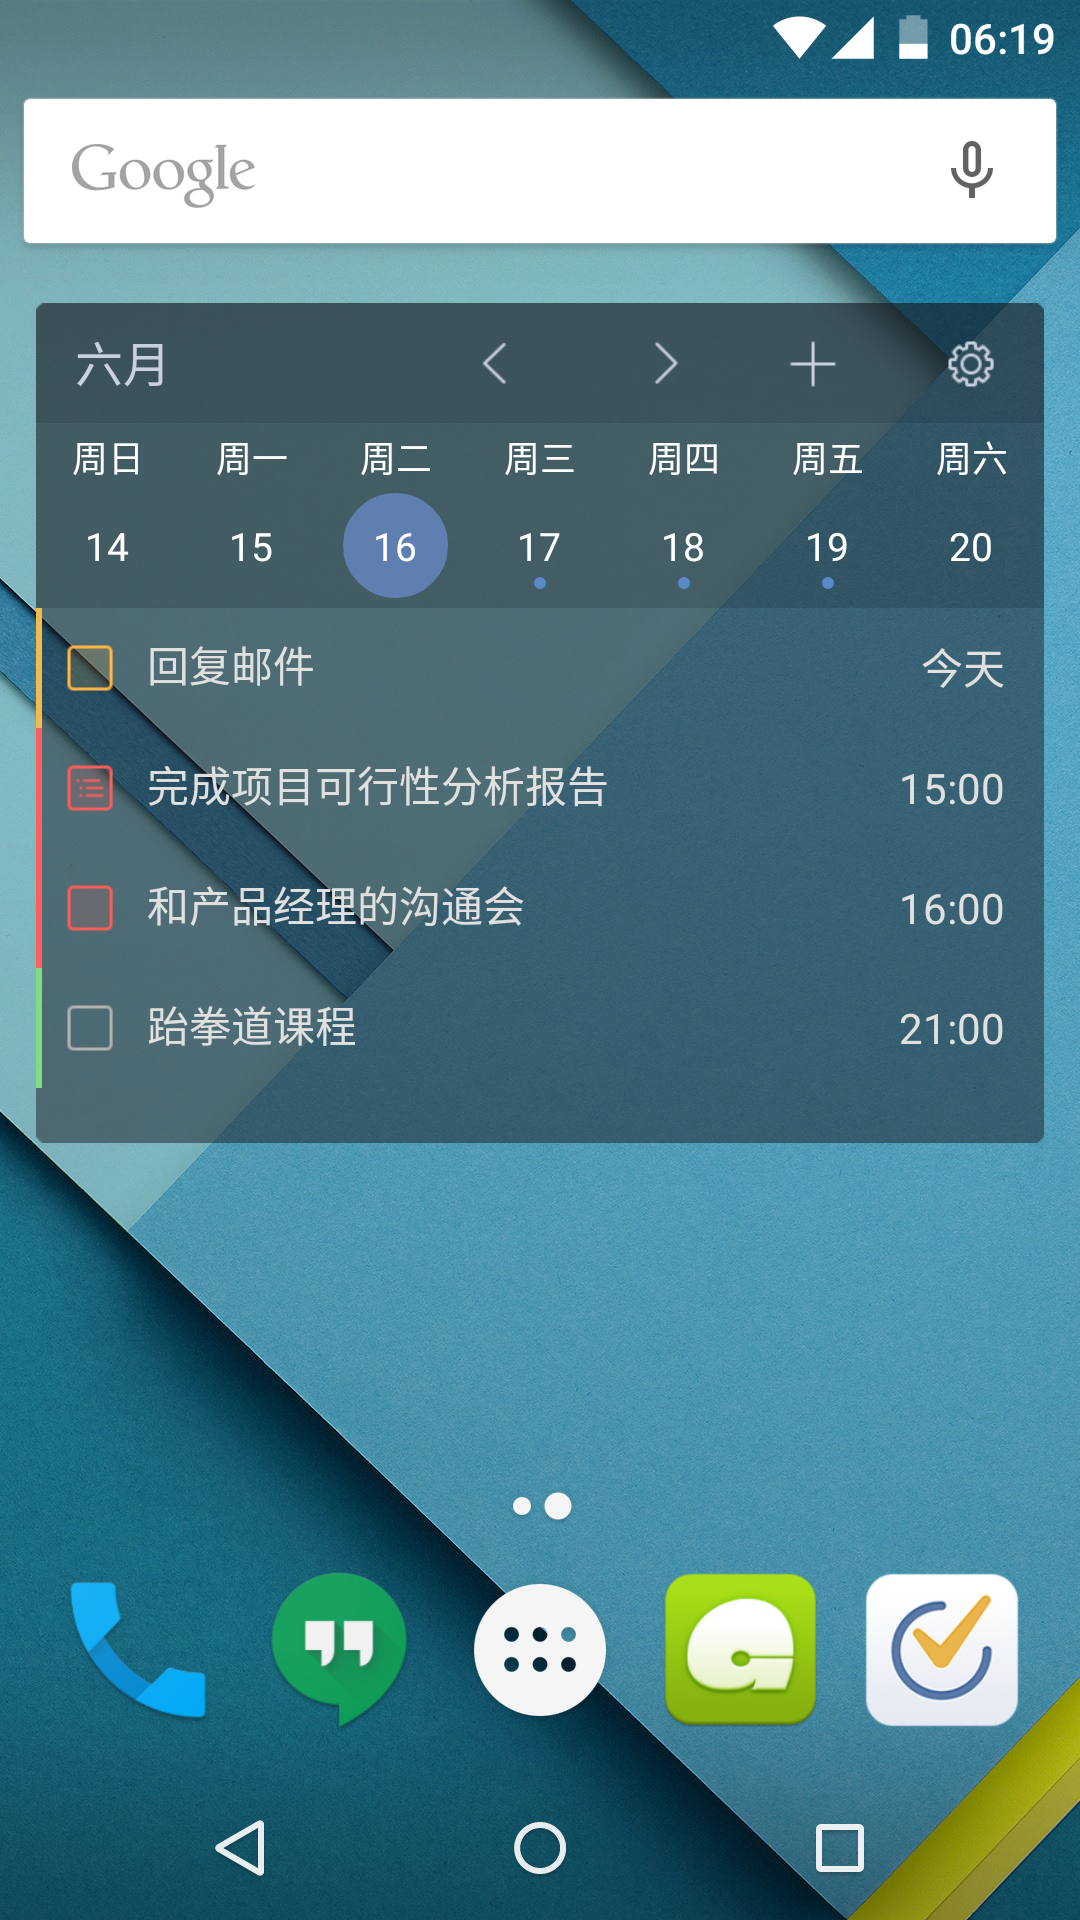 06:19
Google
六月
周日 周一 周二 周三 周四 周五 周六
14 15 16 17 18 19 20
回复邮件 今天
完成项目可行性分析报告 15:00
和产品经理的沟通会 16:00
跆拳道课程 21:00